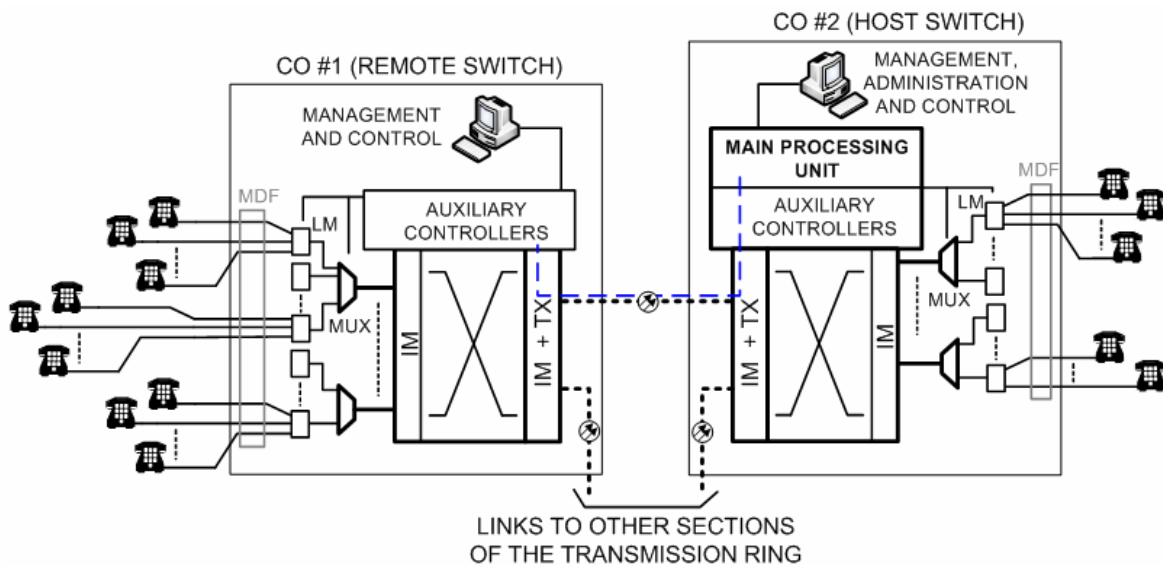 CO #1 (REMOTE SWITCH)
MANAGEMENT
AND CONTROL
MDF
LM
AUXILIARY
CONTROLLERS
MUX
IM
IM + TX
CO #2 (HOST SWITCH)
MANAGEMENT,
ADMINISTRATION
AND CONTROL
MAIN PROCESSING
UNIT
AUXILIARY
CONTROLLERS
MDF
LM
MUX
IM + TX
IM
LINKS TO OTHER SECTIONS
OF THE TRANSMISSION RING